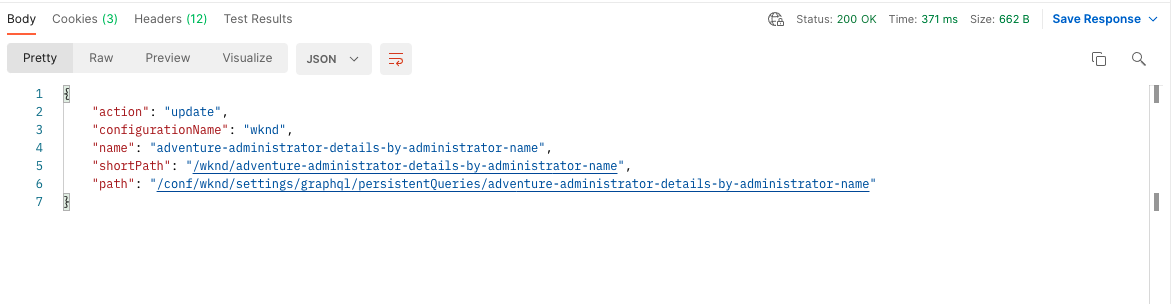 Body Cookies (3) Headers (12) Test Results Status: 200 OK Time: 371 ms Size: 662 B Save Response
Pretty Raw Preview Visualize JSON
1 {
2 "action": "update",
3 "configurationName": "wknd",
4 "name": "adventure-administrator-details-by-administrator-name",
5 "shortPath": "/wknd/adventure-administrator-details-by-administrator-name",
6 "path": "/conf/wknd/settings/graphql/persistentQueries/adventure-administrator-details-by-administrator-name"
7 }